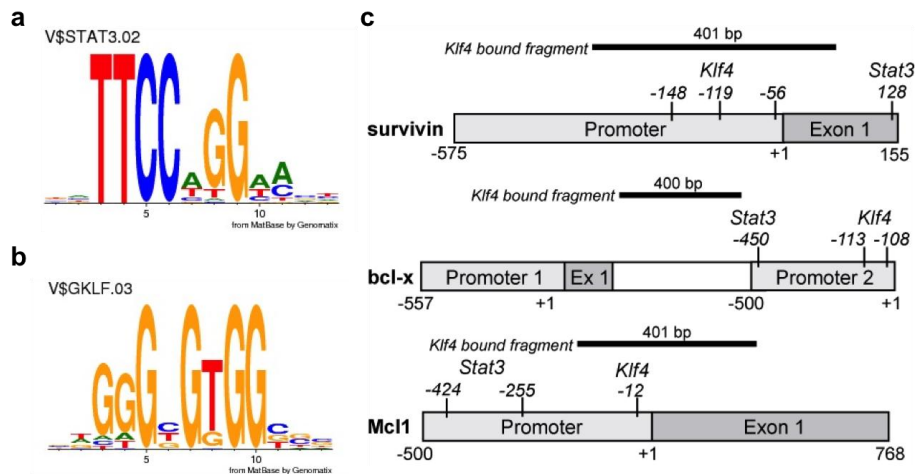 a
V$STAT3.02
5 10
from MatBase by Genomatix
b
V$GKLF.03
5 10
from MatBase by Genomatix
c
401 bp
Klf4 bound fragment
Klf4 Stat3
-148 -119 -56 128
survivin Promoter Exon 1
-575 +1 155
400 bp
Klf4 bound fragment
Stat3 Klf4
-450 -113 -108
bcl-x Promoter 1 Ex 1 Promoter 2
-557 +1 -500 +1
401 bp
Klf4 bound fragment
Stat3 Klf4
-424 -255 -12
Mcl1 Promoter Exon 1
-500 +1 768